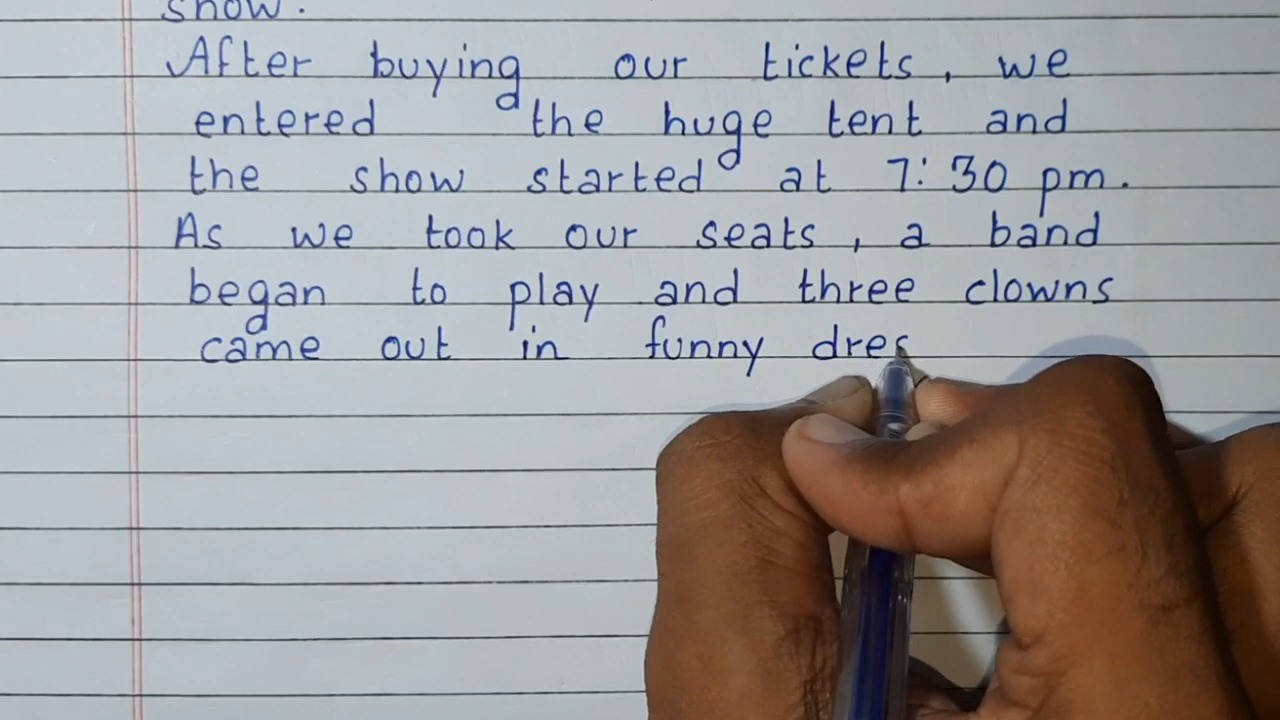 show.
After buying our tickets, we
entered the huge tent and
the show started at 7:30 pm.
As we took our seats, a band
began to play and three clowns
came out in funny dres